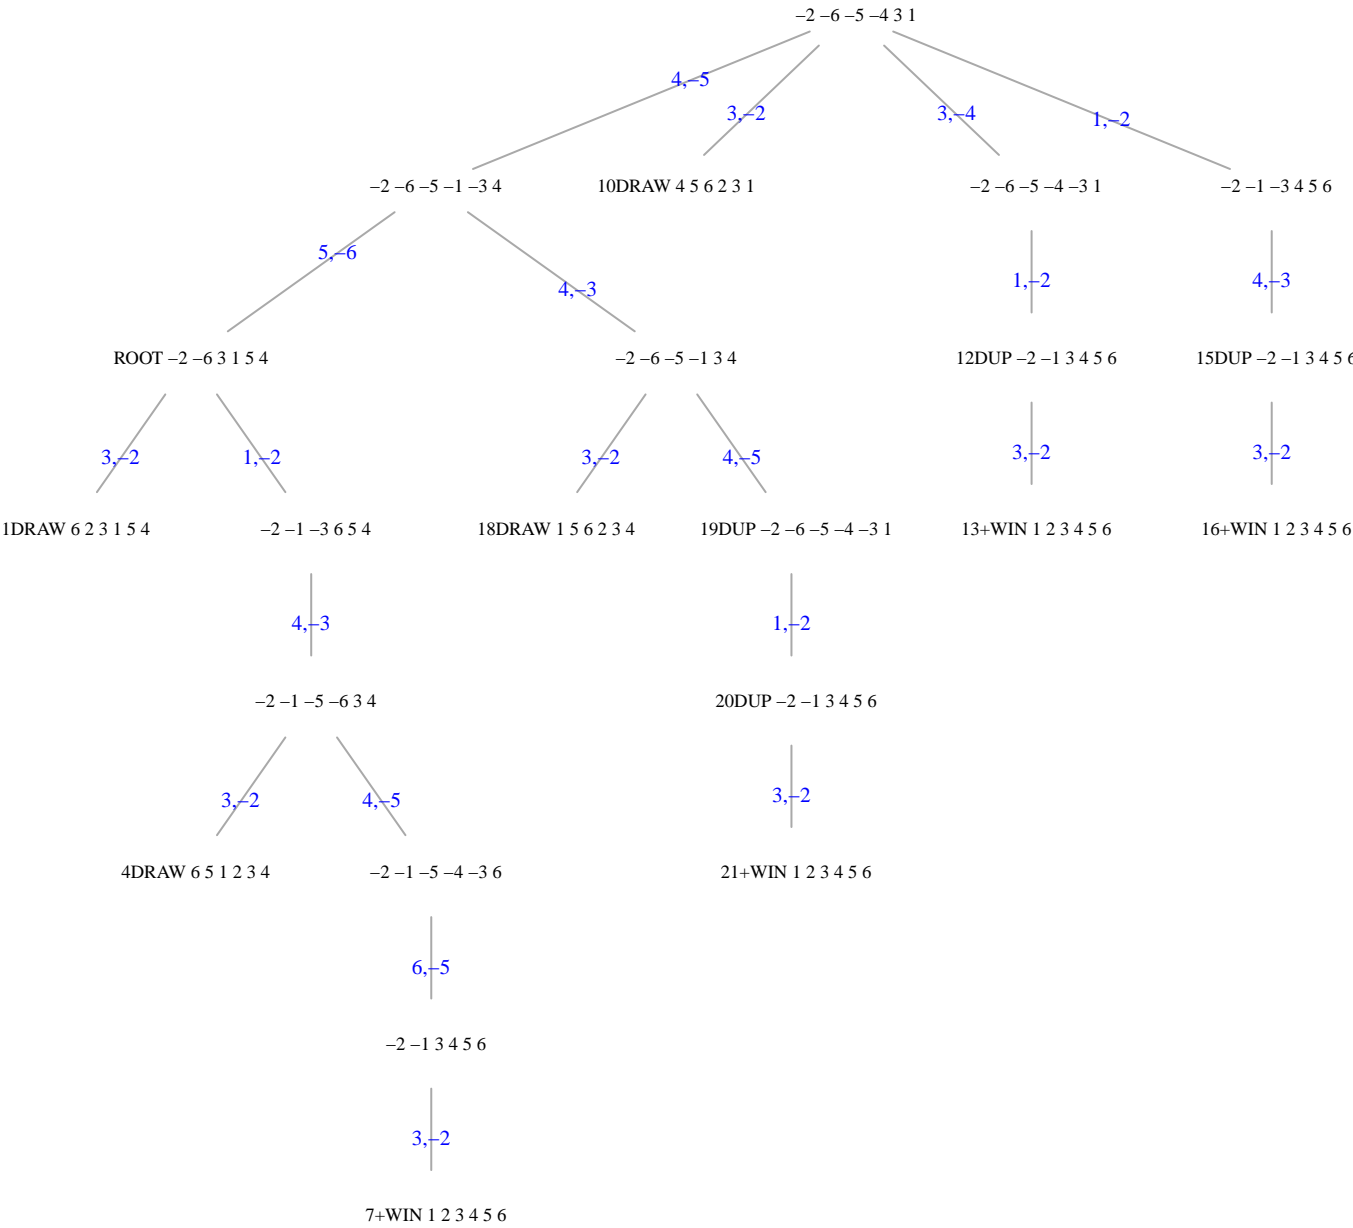 –2 –6 –5 –4 3 1
4,–5
3,–2
3,–4
1,–2
–2 –6 –5 –1 –3 4
10DRAW 4 5 6 2 3 1
–2 –6 –5 –4 –3 1
–2 –1 –3 4 5 6
5,–6
4,–3
1,–2
4,–3
ROOT –2 –6 3 1 5 4
–2 –6 –5 –1 3 4
12DUP –2 –1 3 4 5 6
15DUP –2 –1 3 4 5 6
3,–2
1,–2
3,–2
4,–5
3,–2
3,–2
1DRAW 6 2 3 1 5 4
–2 –1 –3 6 5 4
18DRAW 1 5 6 2 3 4
19DUP –2 –6 –5 –4 –3 1
13+WIN 1 2 3 4 5 6
16+WIN 1 2 3 4 5 6
4,–3
1,–2
–2 –1 –5 –6 3 4
20DUP –2 –1 3 4 5 6
3,–2
4,–5
3,–2
4DRAW 6 5 1 2 3 4
–2 –1 –5 –4 –3 6
21+WIN 1 2 3 4 5 6
6,–5
–2 –1 3 4 5 6
3,–2
7+WIN 1 2 3 4 5 6